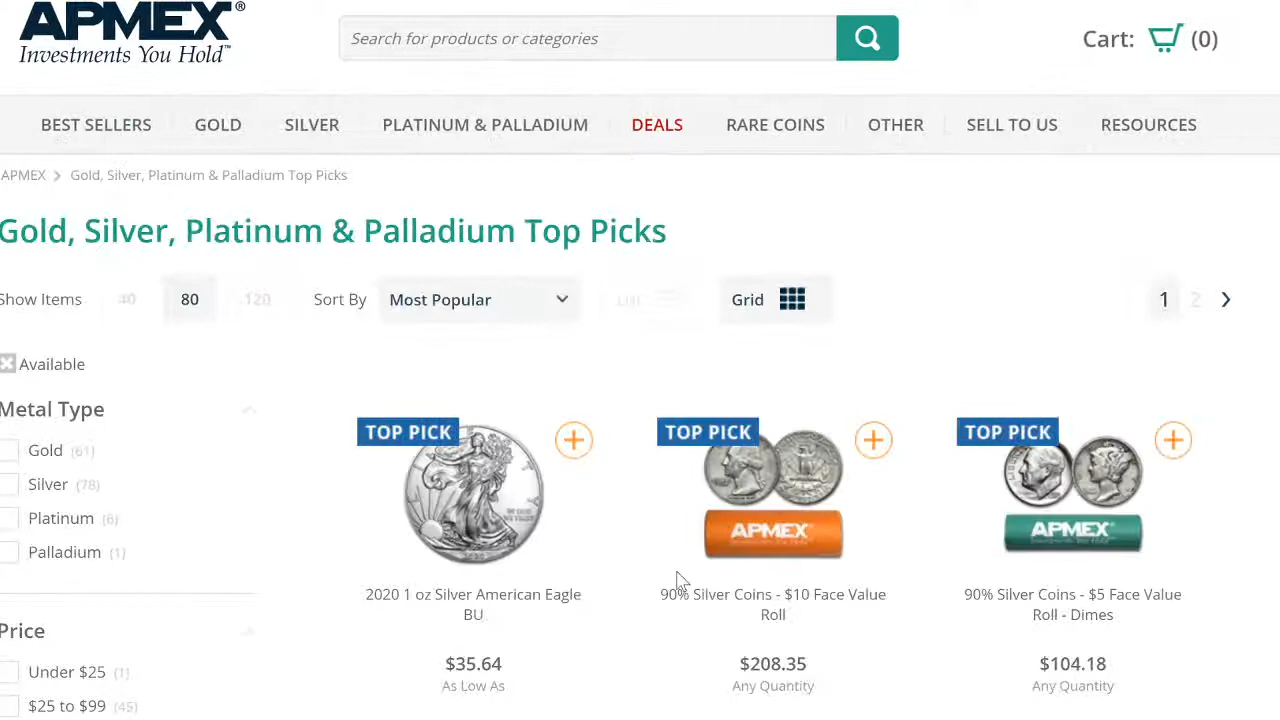 APMEX®
Investments You Hold™
Search for products or categories
Cart: (0)
BEST SELLERS GOLD SILVER PLATINUM & PALLADIUM DEALS RARE COINS OTHER SELL TO US RESOURCES
APMEX > Gold, Silver, Platinum & Palladium Top Picks
Gold, Silver, Platinum & Palladium Top Picks
Show Items 40 80 120 Sort By Most Popular List Grid 1 2
Available
Metal Type
Gold (61)
Silver (78)
Platinum (6)
Palladium (1)
Price
Under $25 (1)
$25 to $99 (45)
TOP PICK
2020 1 oz Silver American Eagle
BU
$35.64
As Low As
TOP PICK
APMEX
90% Silver Coins - $10 Face Value
Roll
$208.35
Any Quantity
TOP PICK
APMEX
90% Silver Coins - $5 Face Value
Roll - Dimes
$104.18
Any Quantity